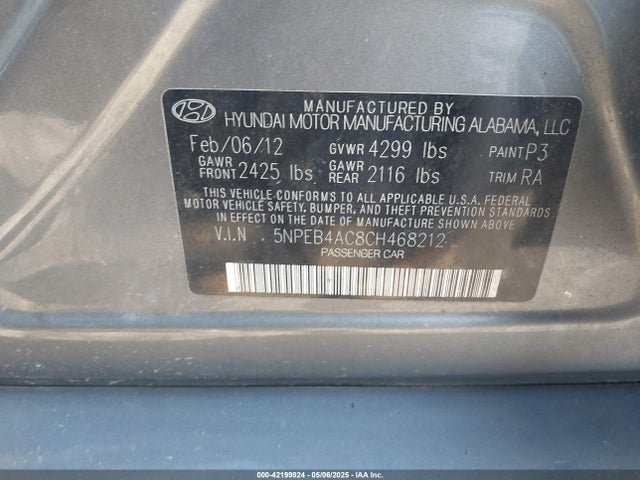 MANUFACTURED BY
HYUNDAI MOTOR MANUFACTURING ALABAMA, LLC
Feb/06/12 GVWR 4299 lbs PAINT P3
GAWR FRONT 2425 lbs GAWR REAR 2116 lbs TRIM RA
THIS VEHICLE CONFORMS TO ALL APPLICABLE U.S.A. FEDERAL
MOTOR VEHICLE SAFETY, BUMPER, AND THEFT PREVENTION
STANDARDS IN EFFECT ON THE DATE OF
MANUFACTURE SHOWN ABOVE
V.I.N 5NPEB4AC8CH468212
PASSENGER CAR
000-42199824 | 05/06/2025 - IAA Inc.